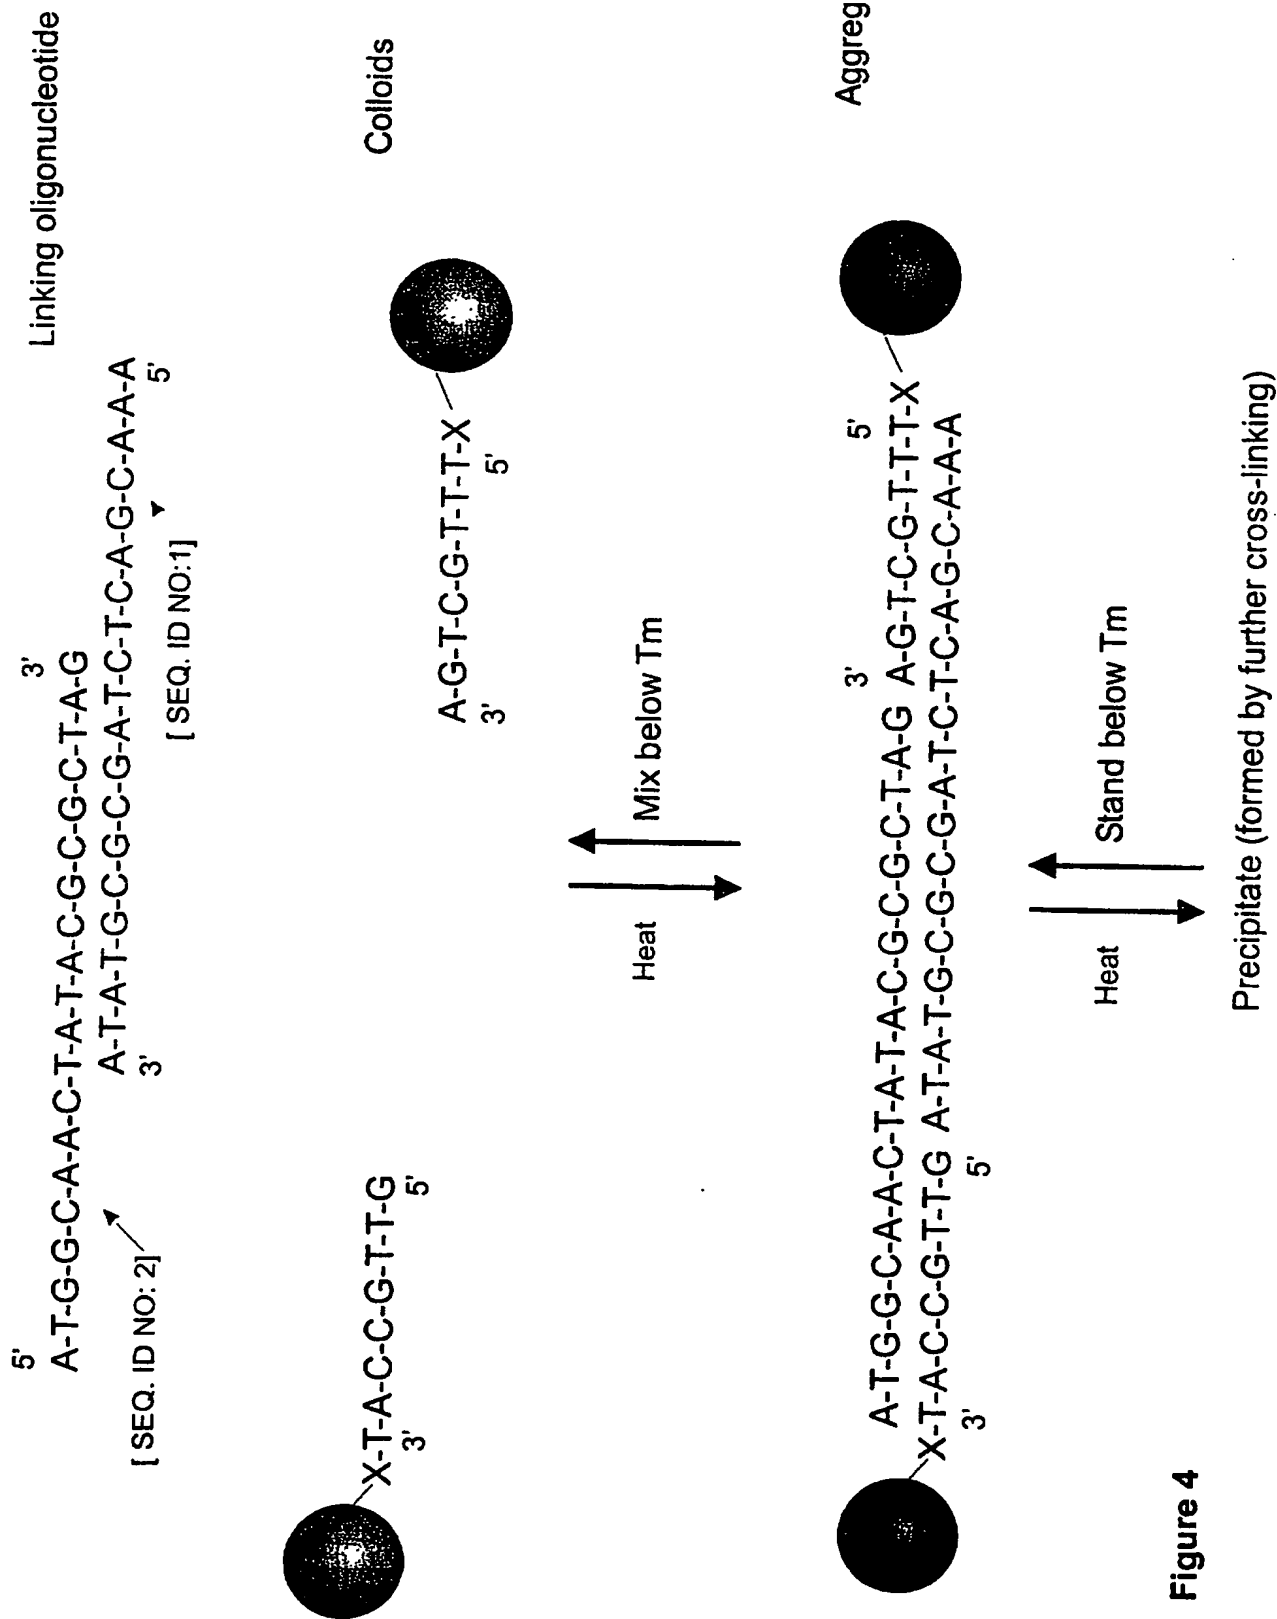 5'
3'
A-T-G-G-C-A-A-C-T-A-T-A-C-G-C-G-C-T-A-G
Linking oligonucleotide
A-T-A-T-G-C-G-C-G-A-T-C-T-C-A-G-C-A-A-A
3'
5'
[ SEQ. ID NO: 2]
[ SEQ. ID NO:1]
X-T-A-C-C-G-T-T-G
3'
5'
Colloids
A-G-T-C-G-T-T-T-X
3'
5'
Heat
Mix below Tm
3'
5'
Aggreg
A-T-G-G-C-A-A-C-T-A-T-A-C-G-C-G-C-T-A-G A-G-T-C-G-T-T-T-X
X-T-A-C-C-G-T-T-G A-T-A-T-G-C-G-C-G-A-T-C-T-C-A-G-C-A-A-A
3'
5'
Heat
Stand below Tm
Precipitate (formed by further cross-linking)
Figure 4